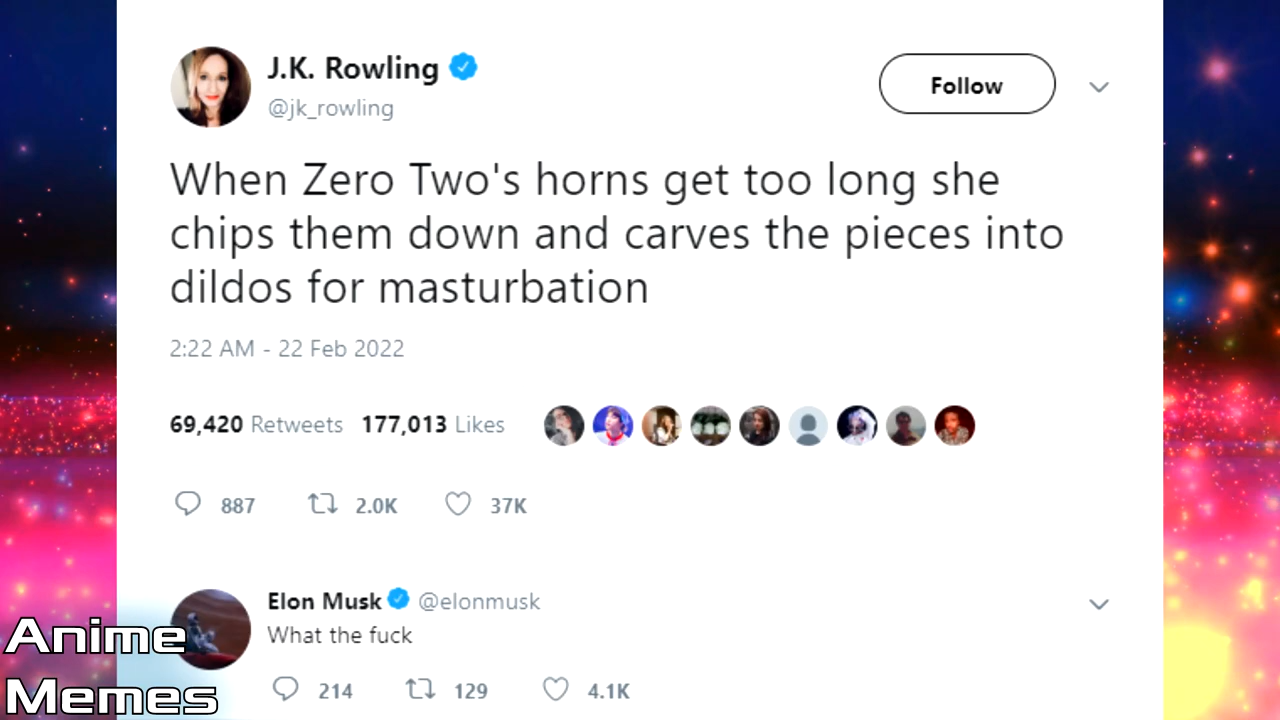 J.K. Rowling
@jk_rowling
Follow
When Zero Two's horns get too long she
chips them down and carves the pieces into
dildos for masturbation
2:22 AM - 22 Feb 2022
69,420 Retweets 177,013 Likes
887 2.0K 37K
Elon Musk @elonmusk
What the fuck
214 129 4.1K
Anime
Memes